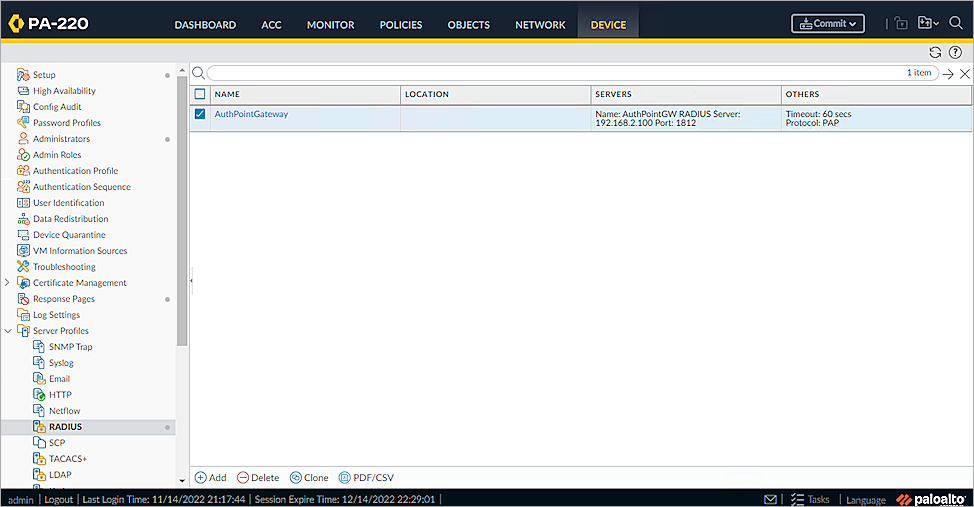 PA-220 DASHBOARD ACC MONITOR POLICIES OBJECTS NETWORK DEVICE Commit
1 item
Setup
High Availability
Config Audit
Password Profiles
Administrators
Admin Roles
Authentication Profile
Authentication Sequence
User Identification
Data Redistribution
Device Quarantine
VM Information Sources
Troubleshooting
Certificate Management
Response Pages
Log Settings
Server Profiles
SNMP Trap
Syslog
Email
HTTP
Netflow
RADIUS
SCP
TACACS+
LDAP
NAME LOCATION SERVERS OTHERS
AuthPointGateway
Name: AuthPointGW RADIUS Server:
192.168.2.100 Port: 1812
Timeout: 60 secs
Protocol: PAP
Add Delete Clone PDF/CSV
admin | Logout | Last Login Time: 11/14/2022 21:17:44 | Session Expire Time: 12/14/2022 22:29:01 | Tasks | Language paloalto